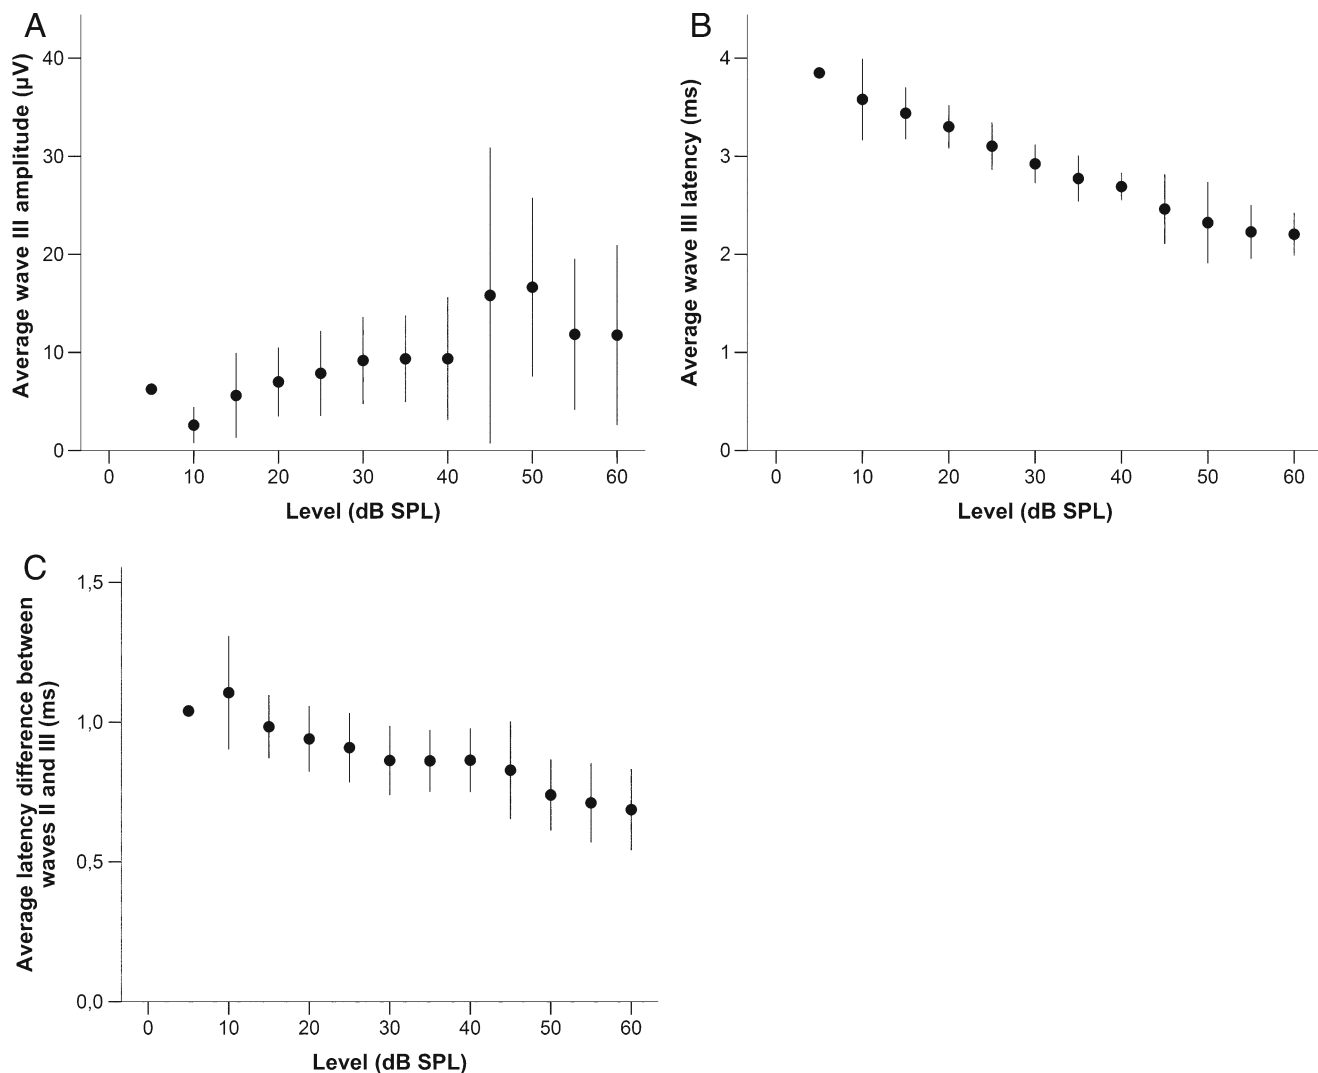 A
Average wave III amplitude (µV)
40
30
20
10
0
0 10 20 30 40 50 60
Level (dB SPL)
B
Average wave III latency (ms)
4
3
2
1
0
0 10 20 30 40 50 60
Level (dB SPL)
C
Average latency difference between
waves II and III (ms)
1,5
1,0
0,5
0,0
0 10 20 30 40 50 60
Level (dB SPL)